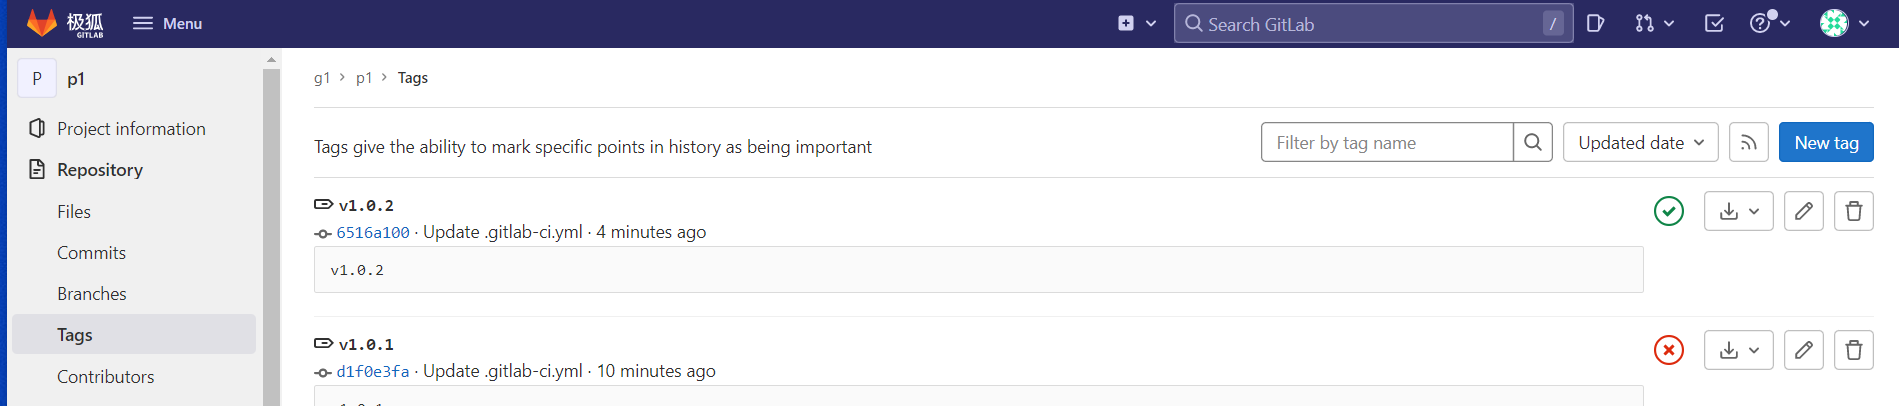 极狐
GITLAB
Menu
Search GitLab
/
P
p1
Project information
Repository
Files
Commits
Branches
Tags
Contributors
g1 › p1 › Tags
Tags give the ability to mark specific points in history as being important
Filter by tag name
Updated date
New tag
v1.0.2
6516a100 · Update .gitlab-ci.yml · 4 minutes ago
v1.0.2
v1.0.1
d1f0e3fa · Update .gitlab-ci.yml · 10 minutes ago